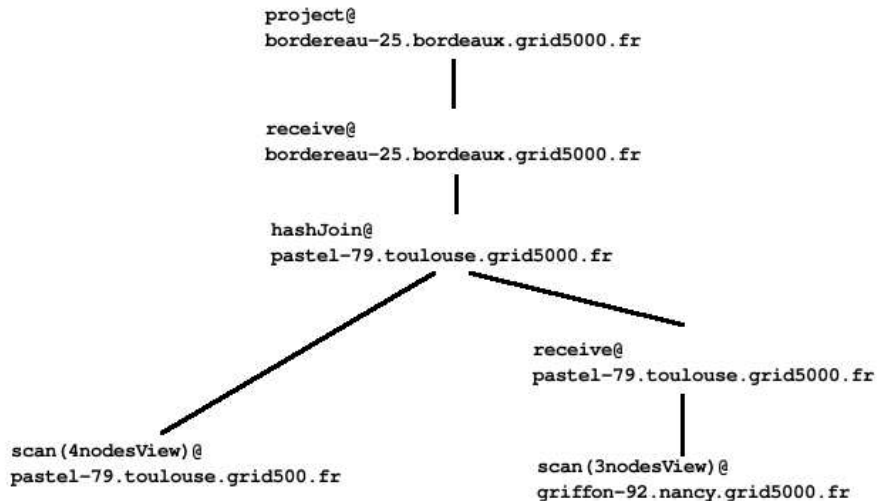 project@
bordereau-25.bordeaux.grid5000.fr
receive@
bordereau-25.bordeaux.grid5000.fr
hashJoin@
pastel-79.toulouse.grid5000.fr
receive@
pastel-79.toulouse.grid5000.fr
scan(4nodesView)@
pastel-79.toulouse.grid500.fr
scan(3nodesView)@
griffon-92.nancy.grid5000.fr